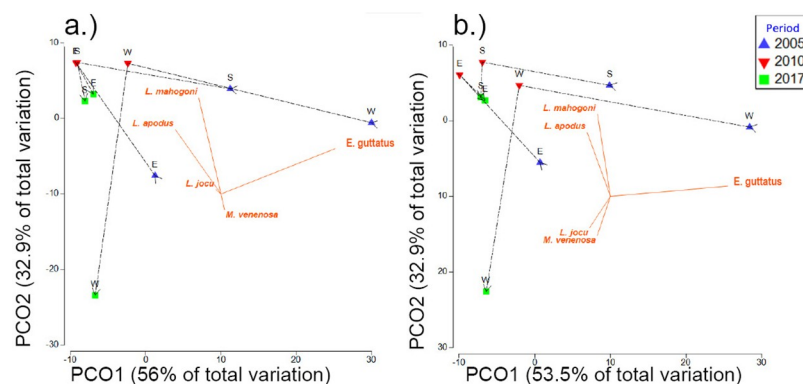 a.)
b.)
Period
2005
2010
2017
10
0
-10
-20
-30
PCO2 (32.9% of total variation)
E S
W
S
W
S E
E
W
L. mahogoni
L. apodus
L. jocu
M. venenosa
E. guttatus
-10
0
10
20
30
PCO1 (56% of total variation)
10
0
10
20
30
PCO2 (32.9% of total variation)
E
S
W
S
W
S E
E
W
L. mahogoni
L. apodus
L. jocu
M. venenosa
E. guttatus
-10
0
10
20
30
PCO1 (53.5% of total variation)